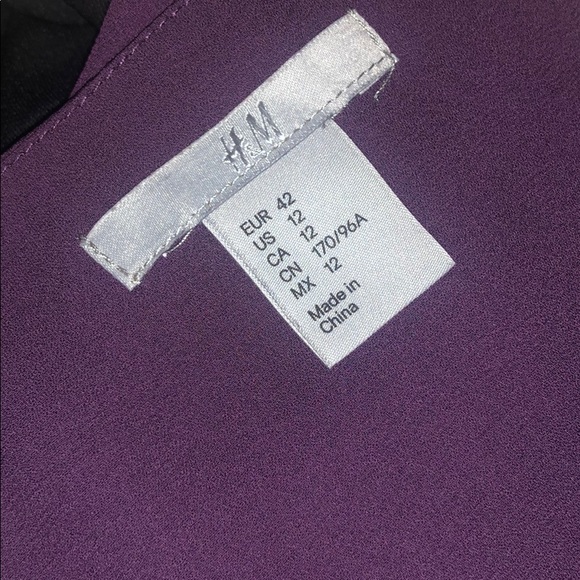 H&M
EUR 42
US 12
CA 12
CN 170/96A
MX 12
Made in
China